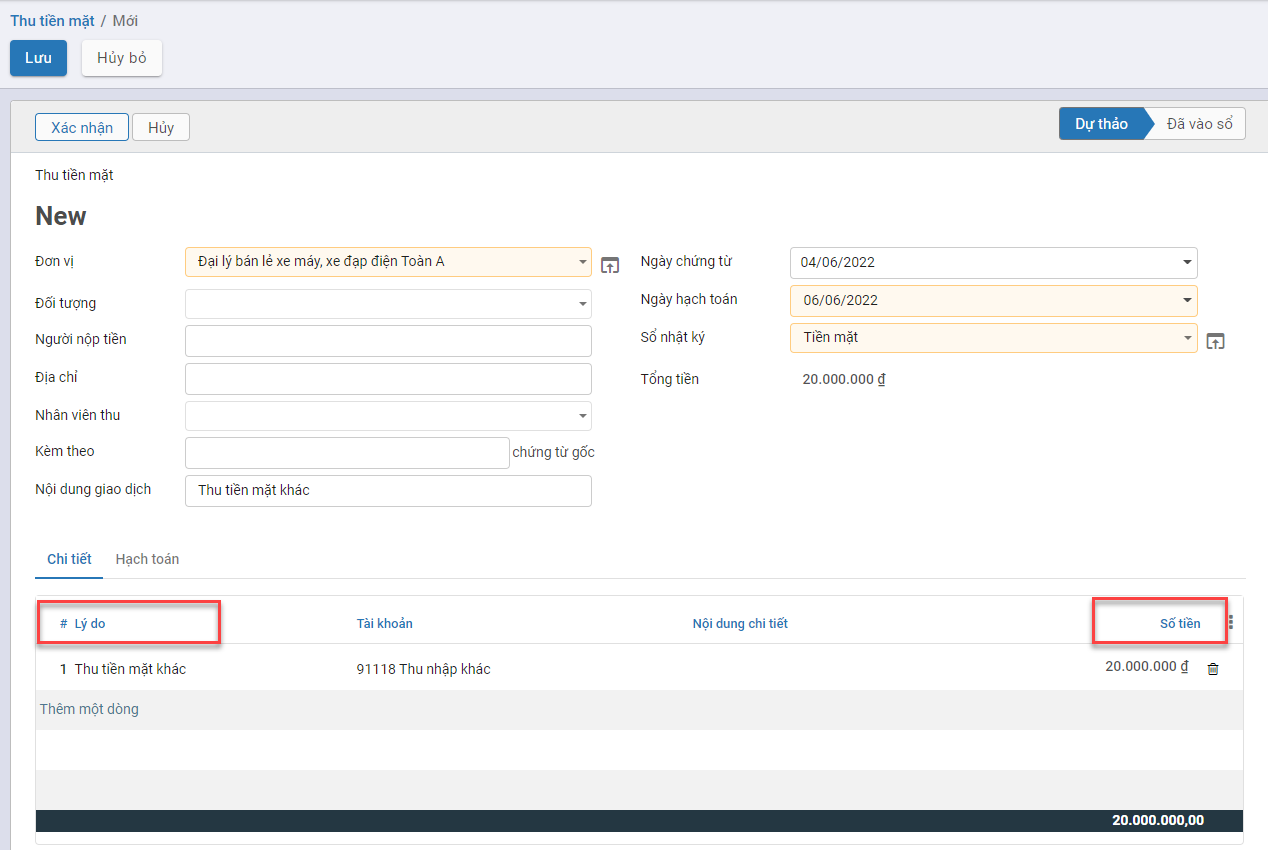 Thu tiền mặt / Mới
Lưu Hủy bỏ
Xác nhận Hủy Dự thảo Đã vào sổ
Thu tiền mặt
New
Đơn vị Đại lý bán lẻ xe máy, xe đạp điện Toàn A Ngày chứng từ 04/06/2022
Đối tượng Ngày hạch toán 06/06/2022
Người nộp tiền Sổ nhật ký Tiền mặt
Địa chỉ Tổng tiền 20.000.000 ₫
Nhân viên thu
Kèm theo chứng từ gốc
Nội dung giao dịch Thu tiền mặt khác
Chi tiết Hạch toán
# Lý do Tài khoản Nội dung chi tiết Số tiền
1 Thu tiền mặt khác 91118 Thu nhập khác 20.000.000 ₫
Thêm một dòng
20.000.000,00